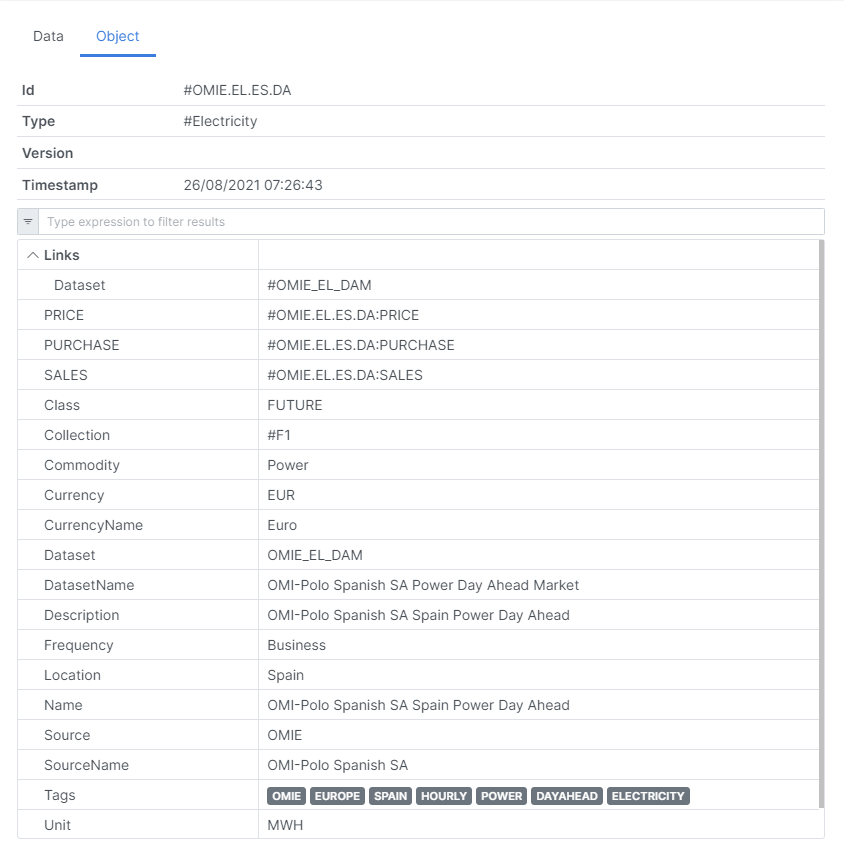 Data Object
Id #OMIE.EL.ES.DA
Type #Electricity
Version
Timestamp 26/08/2021 07:26:43
Type expression to filter results
Links
Dataset #OMIE_EL_DAM
PRICE #OMIE.EL.ES.DA:PRICE
PURCHASE #OMIE.EL.ES.DA:PURCHASE
SALES #OMIE.EL.ES.DA:SALES
Class FUTURE
Collection #F1
Commodity Power
Currency EUR
CurrencyName Euro
Dataset OMIE_EL_DAM
DatasetName OMI-Polo Spanish SA Power Day Ahead Market
Description OMI-Polo Spanish SA Spain Power Day Ahead
Frequency Business
Location Spain
Name OMI-Polo Spanish SA Spain Power Day Ahead
Source OMIE
SourceName OMI-Polo Spanish SA
Tags OMIE EUROPE SPAIN HOURLY POWER DAYAHEAD ELECTRICITY
Unit MWH